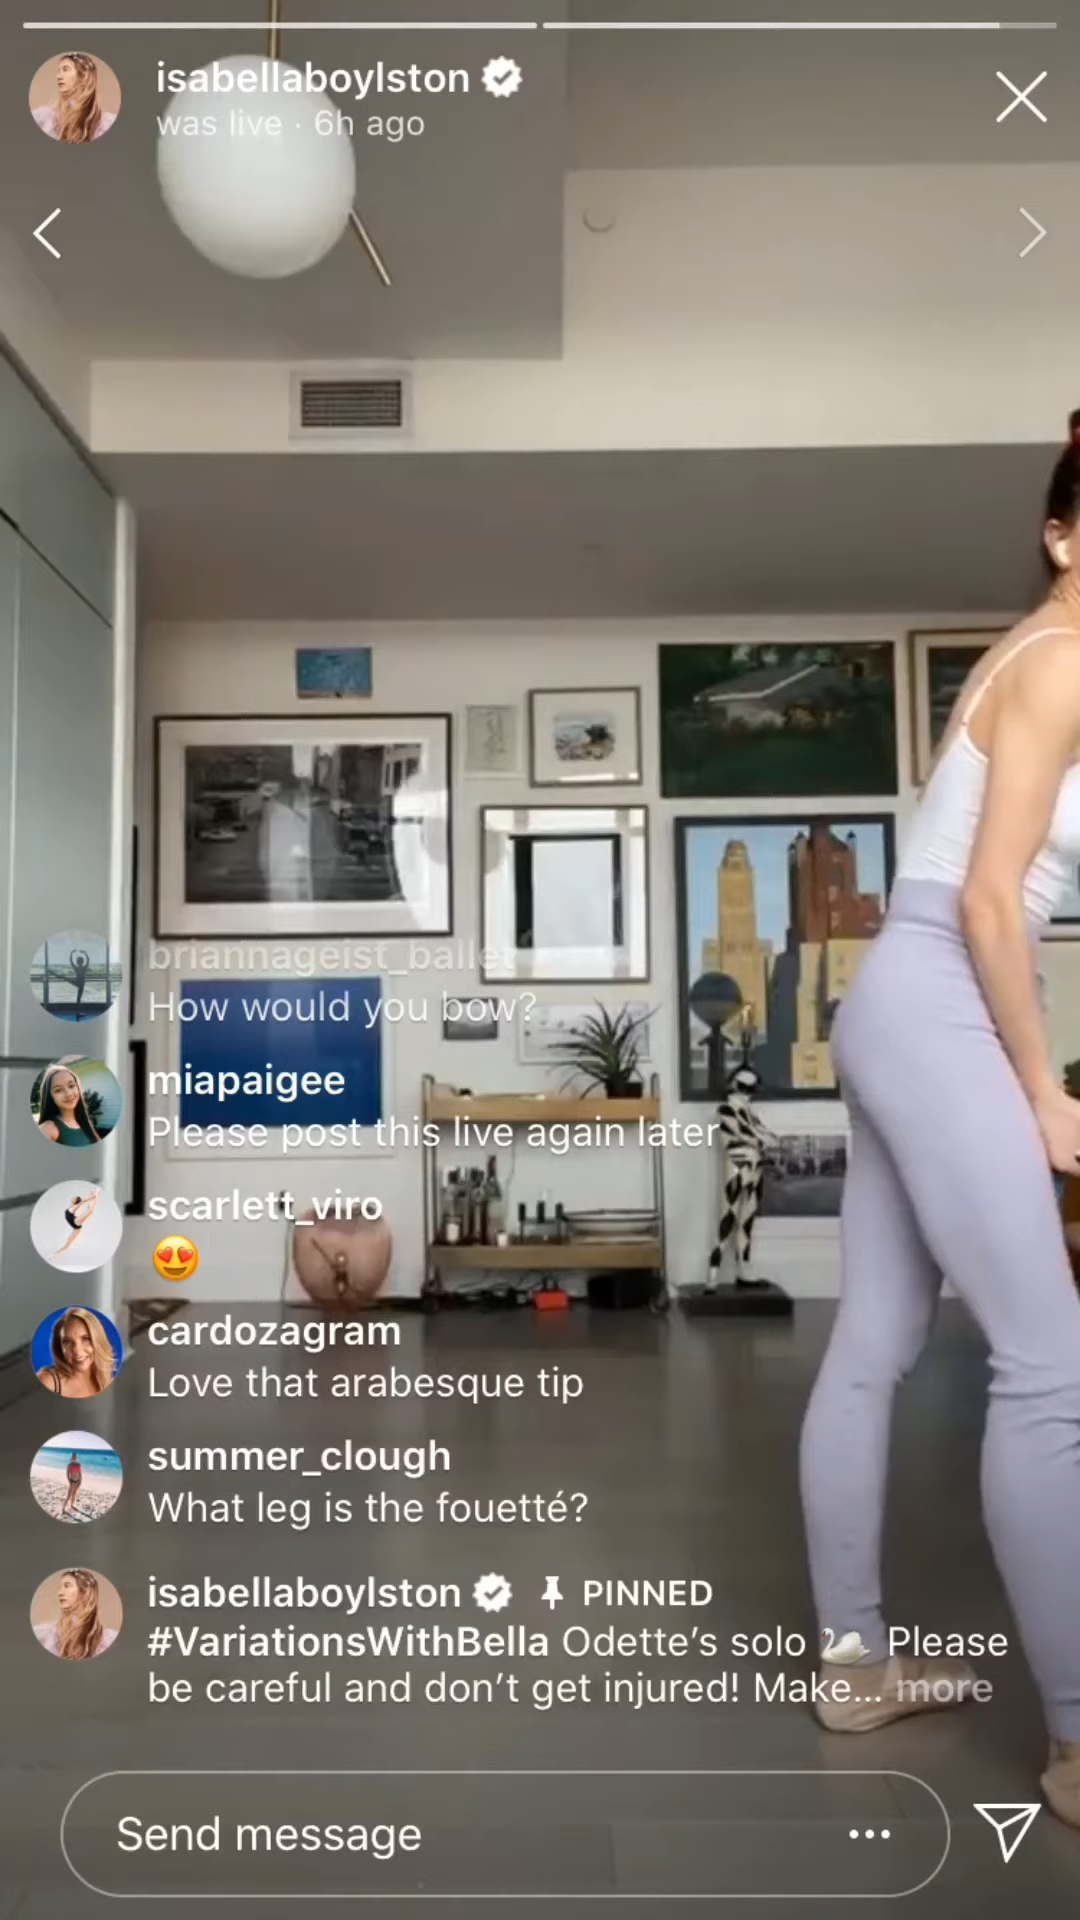 isabellaboylston
was live · 6h ago
briannageist_ballet
How would you bow?
miapaigee
Please post this live again later
scarlett_viro
😍
cardozagram
Love that arabesque tip
summer_clough
What leg is the fouetté?
isabellaboylston PINNED
#VariationsWithBella Odette’s solo 🦢 Please
be careful and don’t get injured! Make... more
Send message